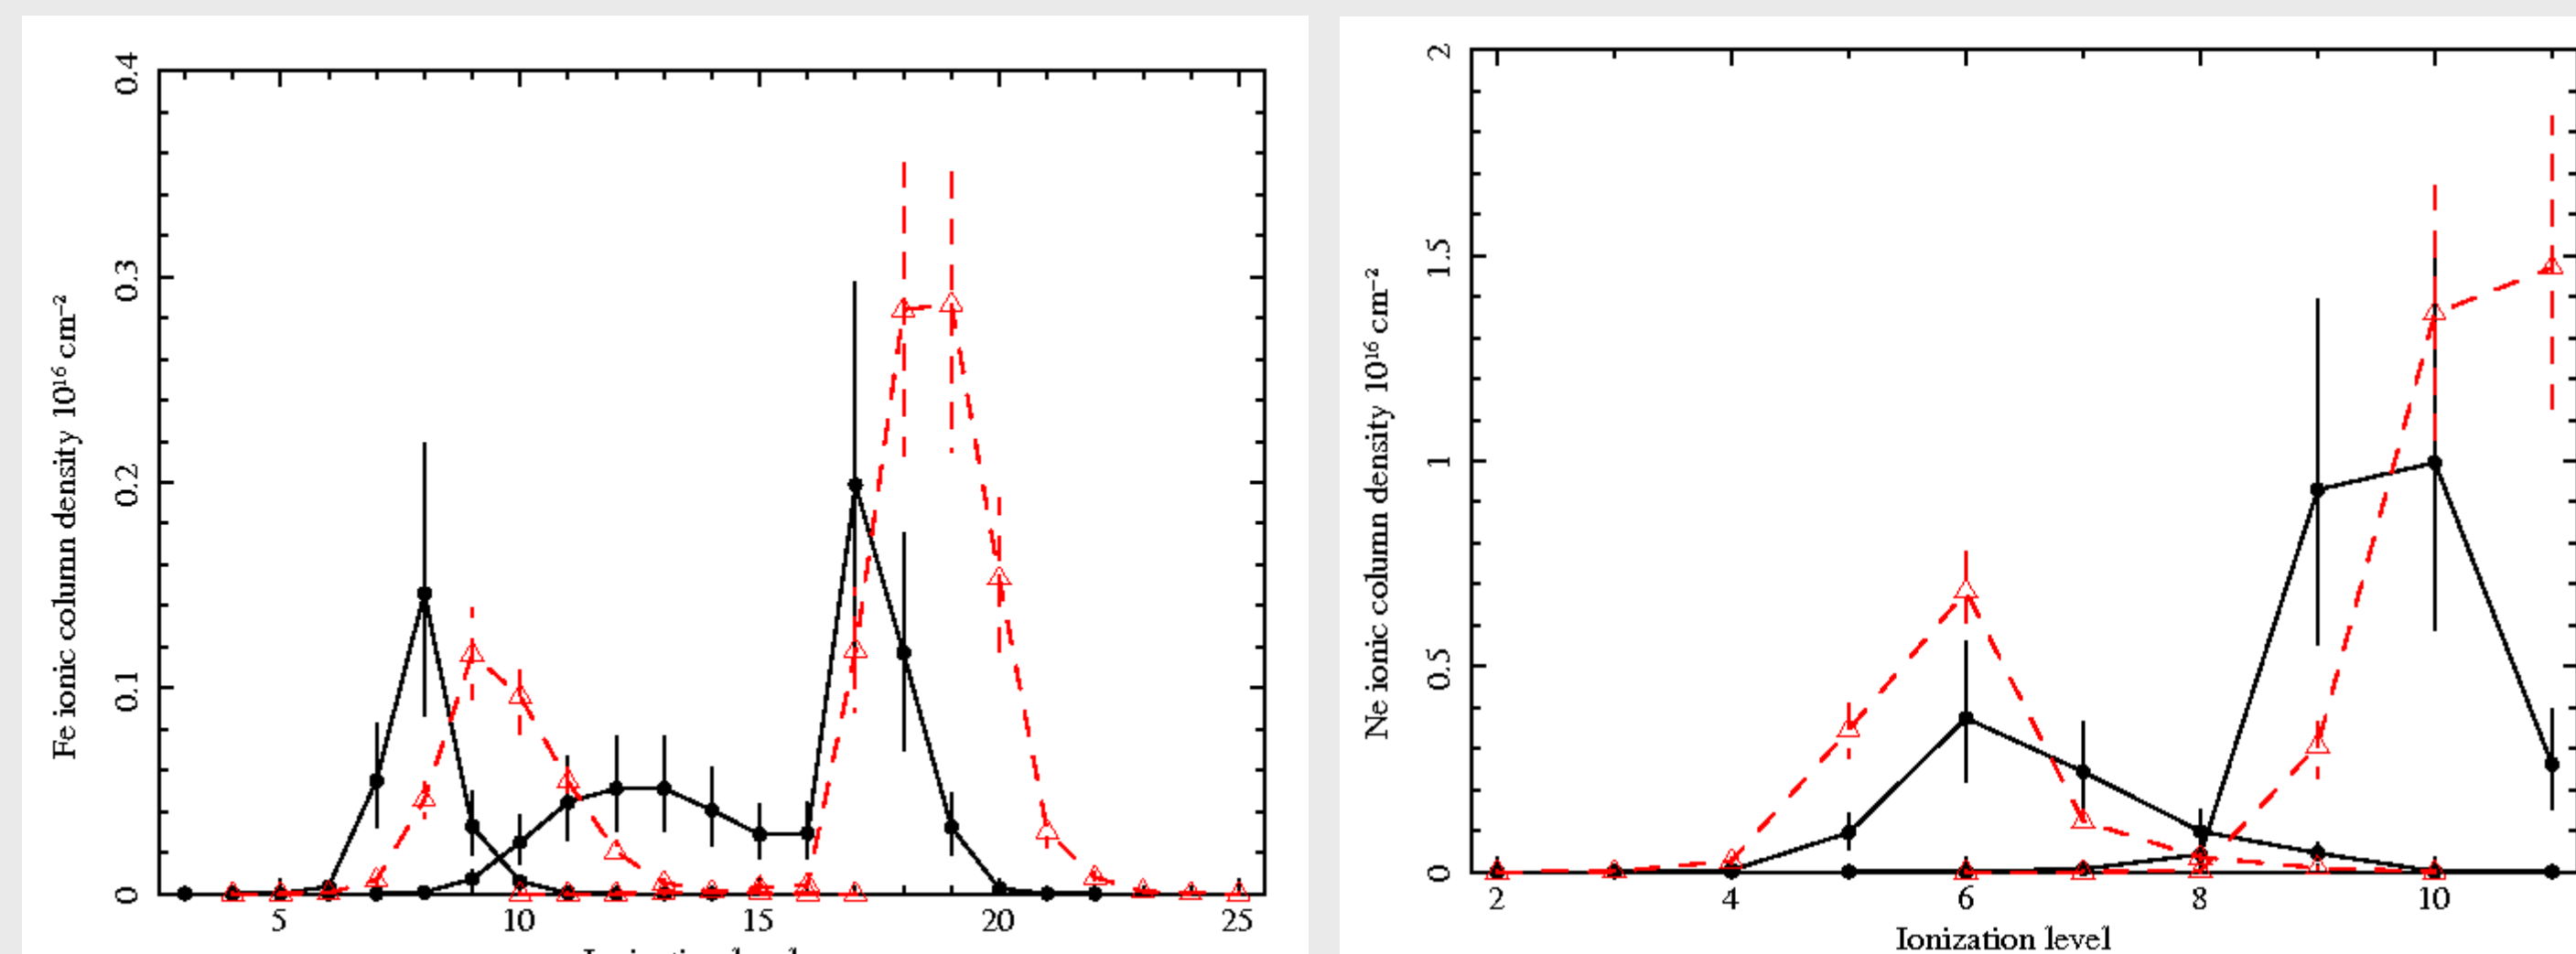 Fe ionic column density 10¹⁶ cm⁻²
0.4
0.3
0.2
0.1
0
5 10 15 20 25
Ne ionic column density 10¹⁶ cm⁻²
2
1.5
1
0.5
0
2 4 6 8 10
Ionization level